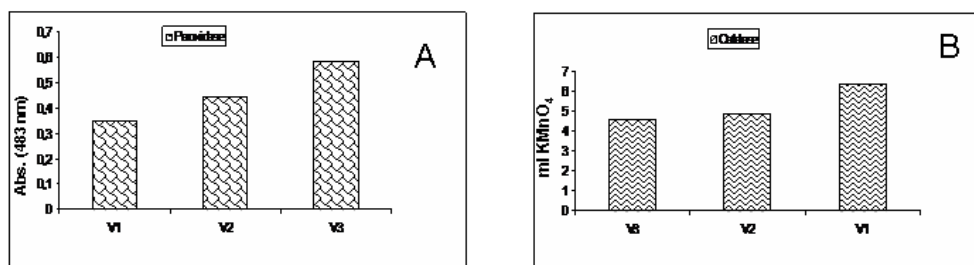 Peroxidase
A
0,7
0,6
0,5
0,4
0,3
0,2
0,1
0
Abs. (483 nm)
V1 V2 V3
Catalase
B
7
6
5
4
3
2
1
0
ml KMnO4
V3 V2 V1